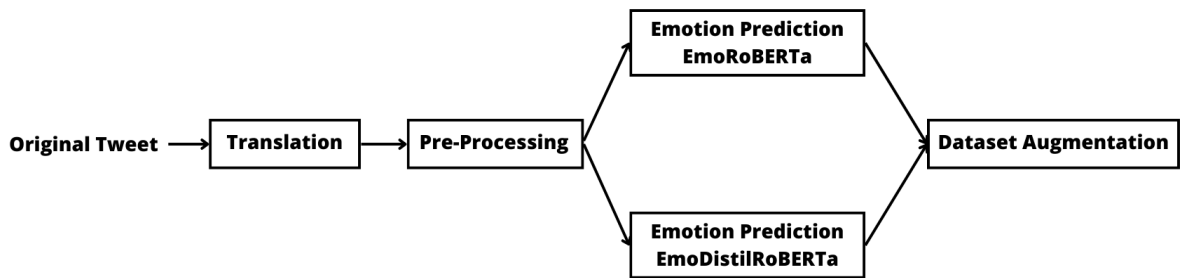 Original Tweet
Translation
Pre-Processing
Emotion Prediction
EmoRoBERTa
Emotion Prediction
EmoDistilRoBERTa
Dataset Augmentation